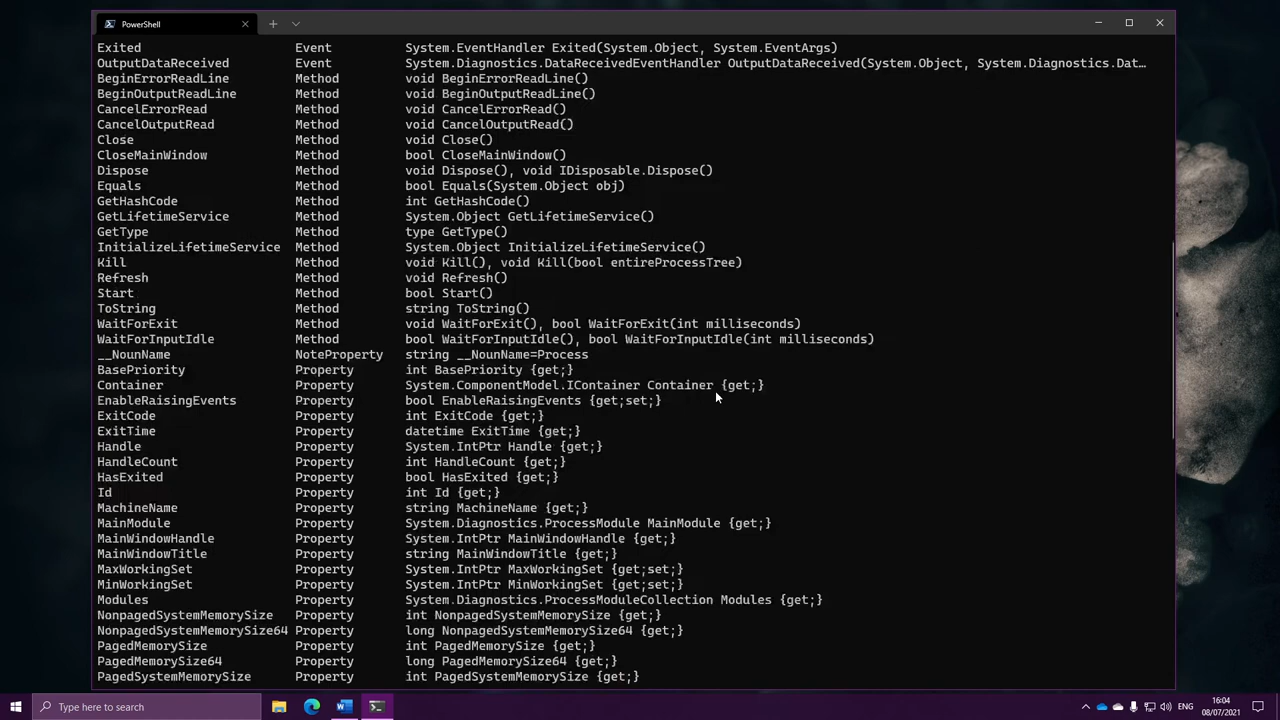 PowerShell
Exited Event System.EventHandler Exited(System.Object, System.EventArgs)
OutputDataReceived Event System.Diagnostics.DataReceivedEventHandler OutputDataReceived(System.Object, System.Diagnostics.Dat…
BeginErrorReadLine Method void BeginErrorReadLine()
BeginOutputReadLine Method void BeginOutputReadLine()
CancelErrorRead Method void CancelErrorRead()
CancelOutputRead Method void CancelOutputRead()
Close Method void Close()
CloseMainWindow Method bool CloseMainWindow()
Dispose Method void Dispose(), void IDisposable.Dispose()
Equals Method bool Equals(System.Object obj)
GetHashCode Method int GetHashCode()
GetLifetimeService Method System.Object GetLifetimeService()
GetType Method type GetType()
InitializeLifetimeService Method System.Object InitializeLifetimeService()
Kill Method void Kill(), void Kill(bool entireProcessTree)
Refresh Method void Refresh()
Start Method bool Start()
ToString Method string ToString()
WaitForExit Method void WaitForExit(), bool WaitForExit(int milliseconds)
WaitForInputIdle Method bool WaitForInputIdle(), bool WaitForInputIdle(int milliseconds)
__NounName NoteProperty string __NounName=Process
BasePriority Property int BasePriority {get;}
Container Property System.ComponentModel.IContainer Container {get;}
EnableRaisingEvents Property bool EnableRaisingEvents {get;set;}
ExitCode Property int ExitCode {get;}
ExitTime Property datetime ExitTime {get;}
Handle Property System.IntPtr Handle {get;}
HandleCount Property int HandleCount {get;}
HasExited Property bool HasExited {get;}
Id Property int Id {get;}
MachineName Property string MachineName {get;}
MainModule Property System.Diagnostics.ProcessModule MainModule {get;}
MainWindowHandle Property System.IntPtr MainWindowHandle {get;}
MainWindowTitle Property string MainWindowTitle {get;}
MaxWorkingSet Property System.IntPtr MaxWorkingSet {get;set;}
MinWorkingSet Property System.IntPtr MinWorkingSet {get;set;}
Modules Property System.Diagnostics.ProcessModuleCollection Modules {get;}
NonpagedSystemMemorySize Property int NonpagedSystemMemorySize {get;}
NonpagedSystemMemorySize64 Property long NonpagedSystemMemorySize64 {get;}
PagedMemorySize Property int PagedMemorySize {get;}
PagedMemorySize64 Property long PagedMemorySize64 {get;}
PagedSystemMemorySize Property int PagedSystemMemorySize {get;}
Type here to search
ENG
16:04
08/07/2021